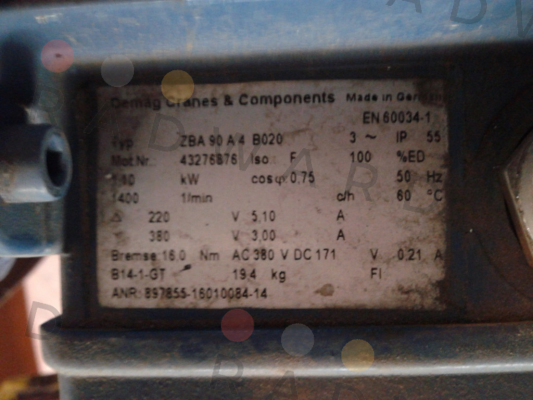 Demag Cranes & Components Made in Germany
EN 60034-1
Typ ZBA 90 A 4 B020 3 ~ IP 55
Mot.Nr. 43276876 Iso F 100 %ED
kW cosφ 0,75 50 Hz
1400 1/min c/h 60 °C
△ 220 V 5,10 A
Y 380 V 3,00 A
Bremse 16.0 Nm AC 380 V DC 171 V 0.21 A
B14-1-GT 19.4 kg FI
ANR: 897855-16010084-14